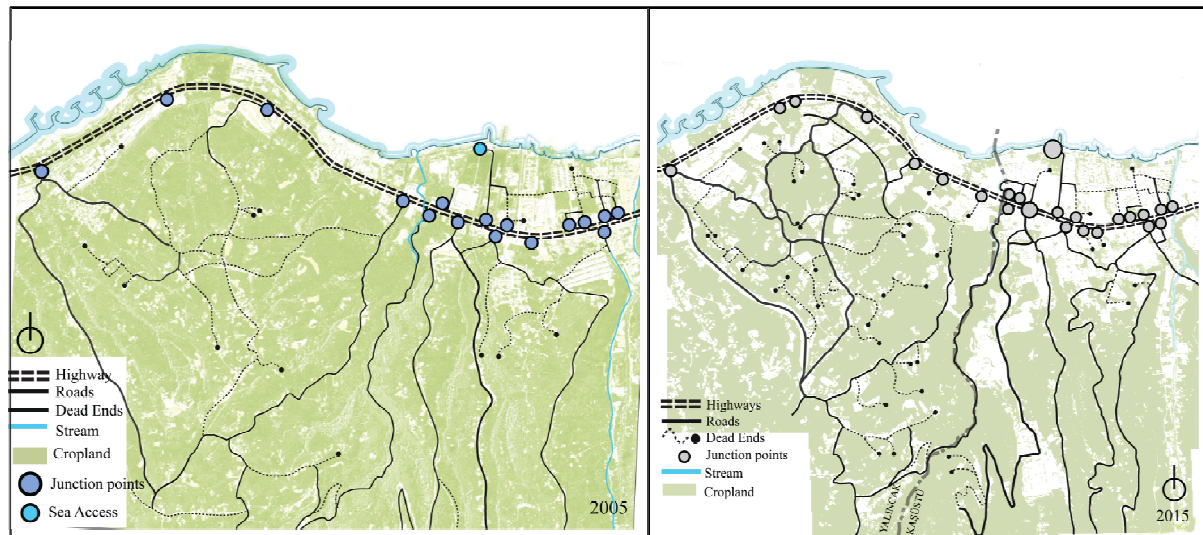 Highway
Roads
Dead Ends
Stream
Cropland
Junction points
Sea Access
2005
Highways
Roads
Dead Ends
Junction points
Stream
Cropland
YALINCAK
KAŞÜSTÜ
2015